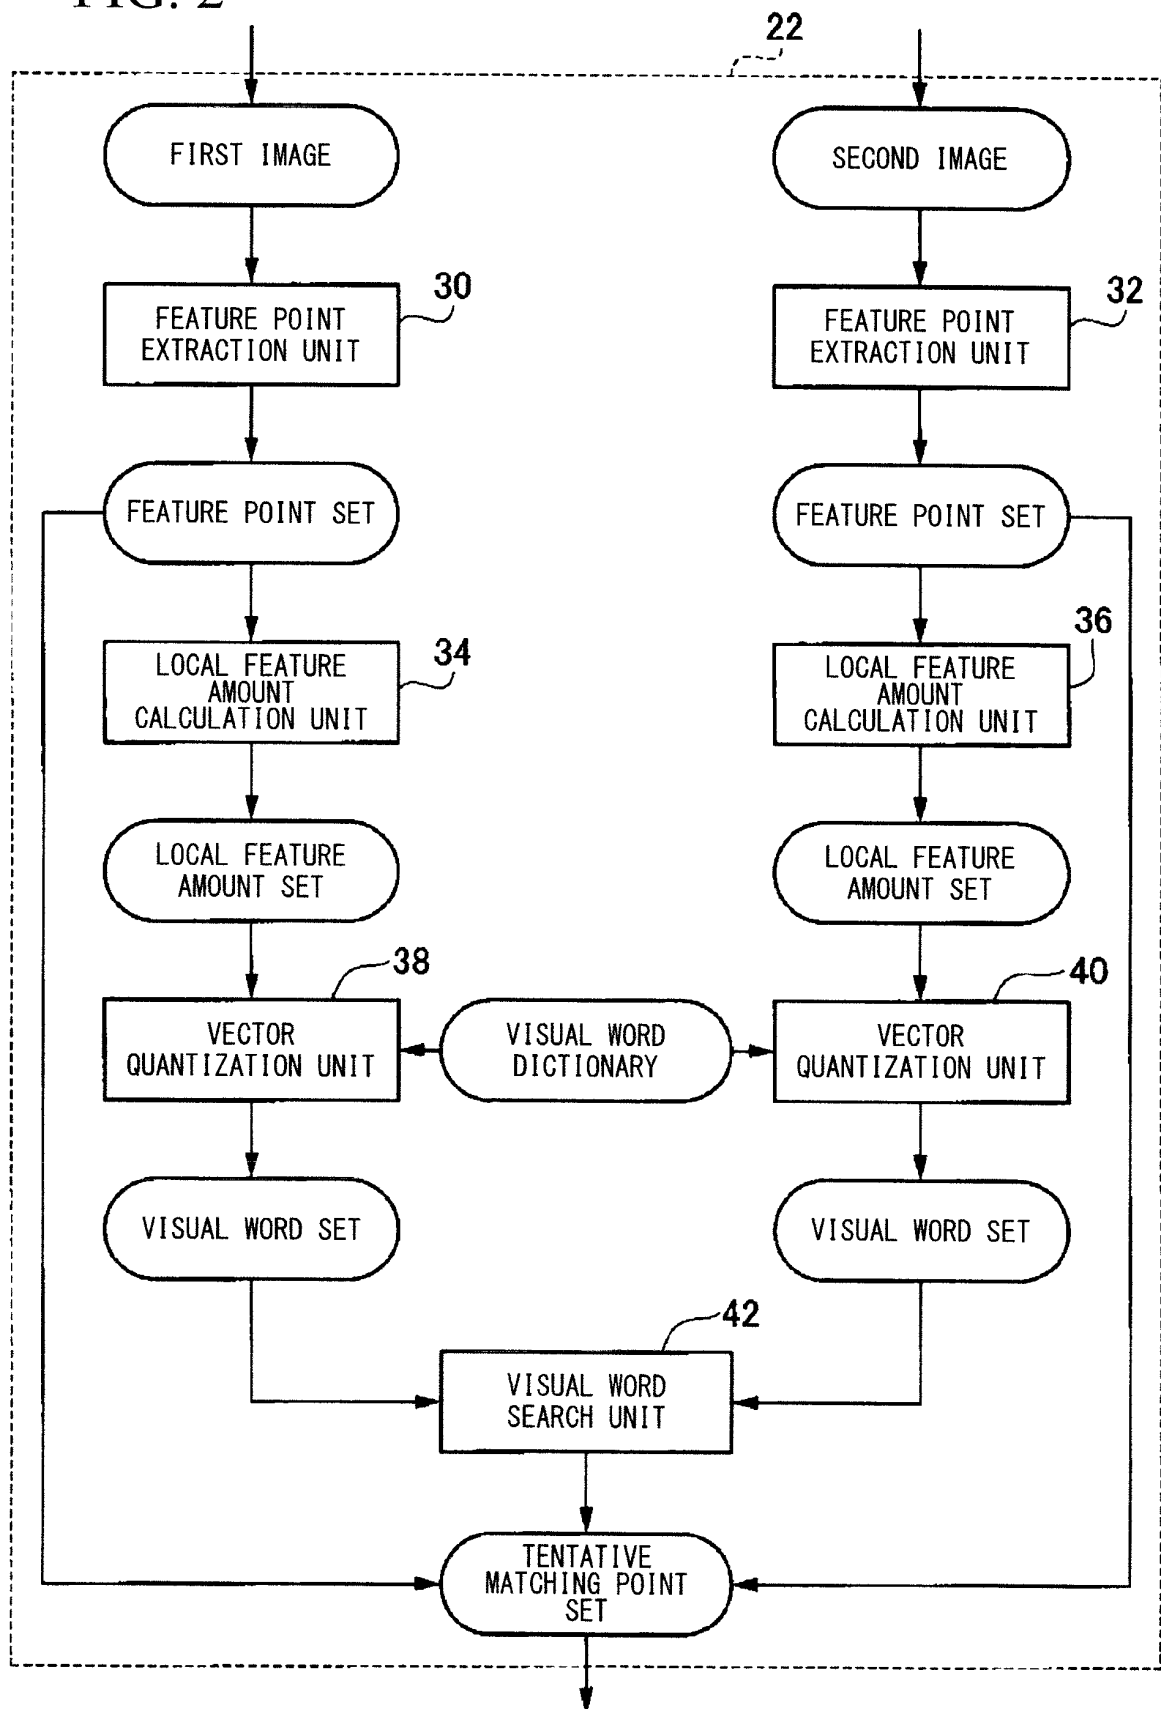 FIG. 2
22
FIRST IMAGE
SECOND IMAGE
30
FEATURE POINT
EXTRACTION UNIT
32
FEATURE POINT
EXTRACTION UNIT
FEATURE POINT SET
FEATURE POINT SET
34
LOCAL FEATURE
AMOUNT
CALCULATION UNIT
36
LOCAL FEATURE
AMOUNT
CALCULATION UNIT
LOCAL FEATURE
AMOUNT SET
LOCAL FEATURE
AMOUNT SET
38
VECTOR
QUANTIZATION UNIT
VISUAL WORD
DICTIONARY
40
VECTOR
QUANTIZATION UNIT
VISUAL WORD SET
VISUAL WORD SET
42
VISUAL WORD
SEARCH UNIT
TENTATIVE
MATCHING POINT
SET